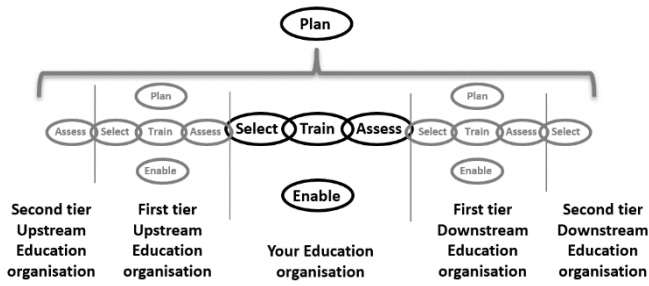 Plan
Plan
Plan
Assess Select Train Assess Select Train Assess Select Train Assess Select
Enable
Enable
Enable
Second tier
Upstream
Education
organisation
First tier
Upstream
Education
organisation
Your Education
organisation
First tier
Downstream
Education
organisation
Second tier
Downstream
Education
organisation